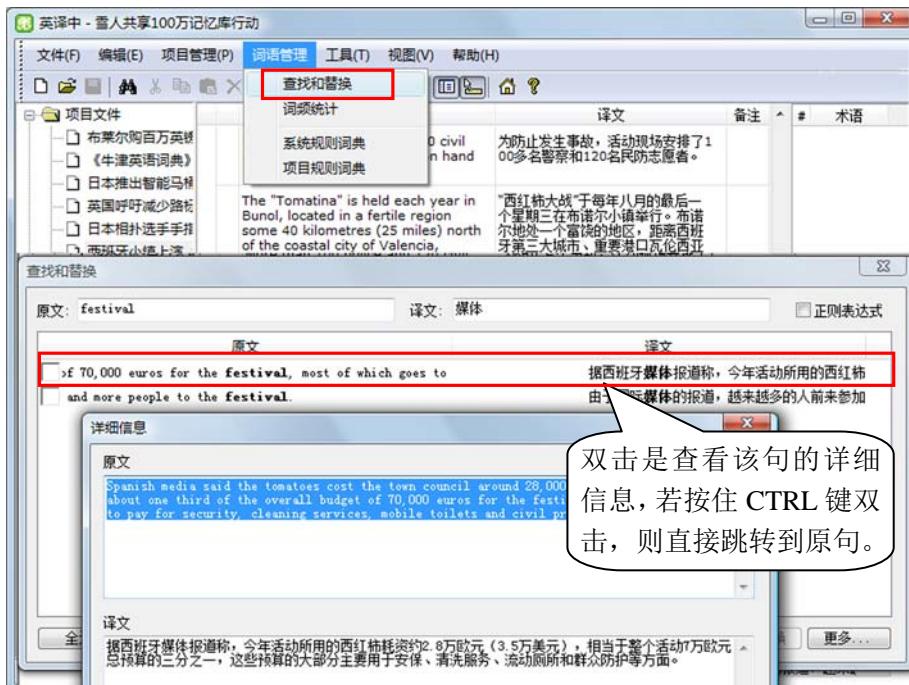 英译中 - 雪人共享100万记忆库行动
文件(F) 编辑(E) 项目管理(P) 词语管理 工具(T) 视图(V) 帮助(H)
查找和替换
词频统计
系统规则词典
项目规则词典
项目文件
布莱尔购百万英镑
《牛津英语词典》
日本推出智能马桶
英国呼吁减少路标
日本相扑选手手指
译文 备注 # 术语
0 civil
n hand
为防止发生事故，活动现场安排了1
00多名警察和120名民防志愿者。
The "Tomatina" is held each year in
Bunol, located in a fertile region
some 40 kilometres (25 miles) north
of the coastal city of Valencia,
"西红柿大战"于每年八月的最后一
个星期三在布诺尔小镇举行。布诺
尔地处一个富饶的地区，距离西班
牙第三大城市、重要港口瓦伦西亚
查找和替换
原文: festival 译文: 媒体 正则表达式
原文 译文
of 70,000 euros for the festival, most of which goes to 据西班牙媒体报道称，今年活动所用的西红柿
and more people to the festival. 媒体的报道，越来越多的人前来参加
详细信息
原文
Spanish media said the tomatoes cost the town council around 28,000
about one third of the overall budget of 70,000 euros for the festi
to pay for security, cleaning services, mobile toilets and civil pr
双击是查看该句的详细
信息，若按住 CTRL 键双
击，则直接跳转到原句。
译文
据西班牙媒体报道称，今年活动所用的西红柿耗资约2.8万欧元（3.5万美元），相当于整个活动7万欧元
总预算的三分之一，这些预算的大部分主要用于安保、清洗服务、流动厕所和群众防护等方面。
全
更多...